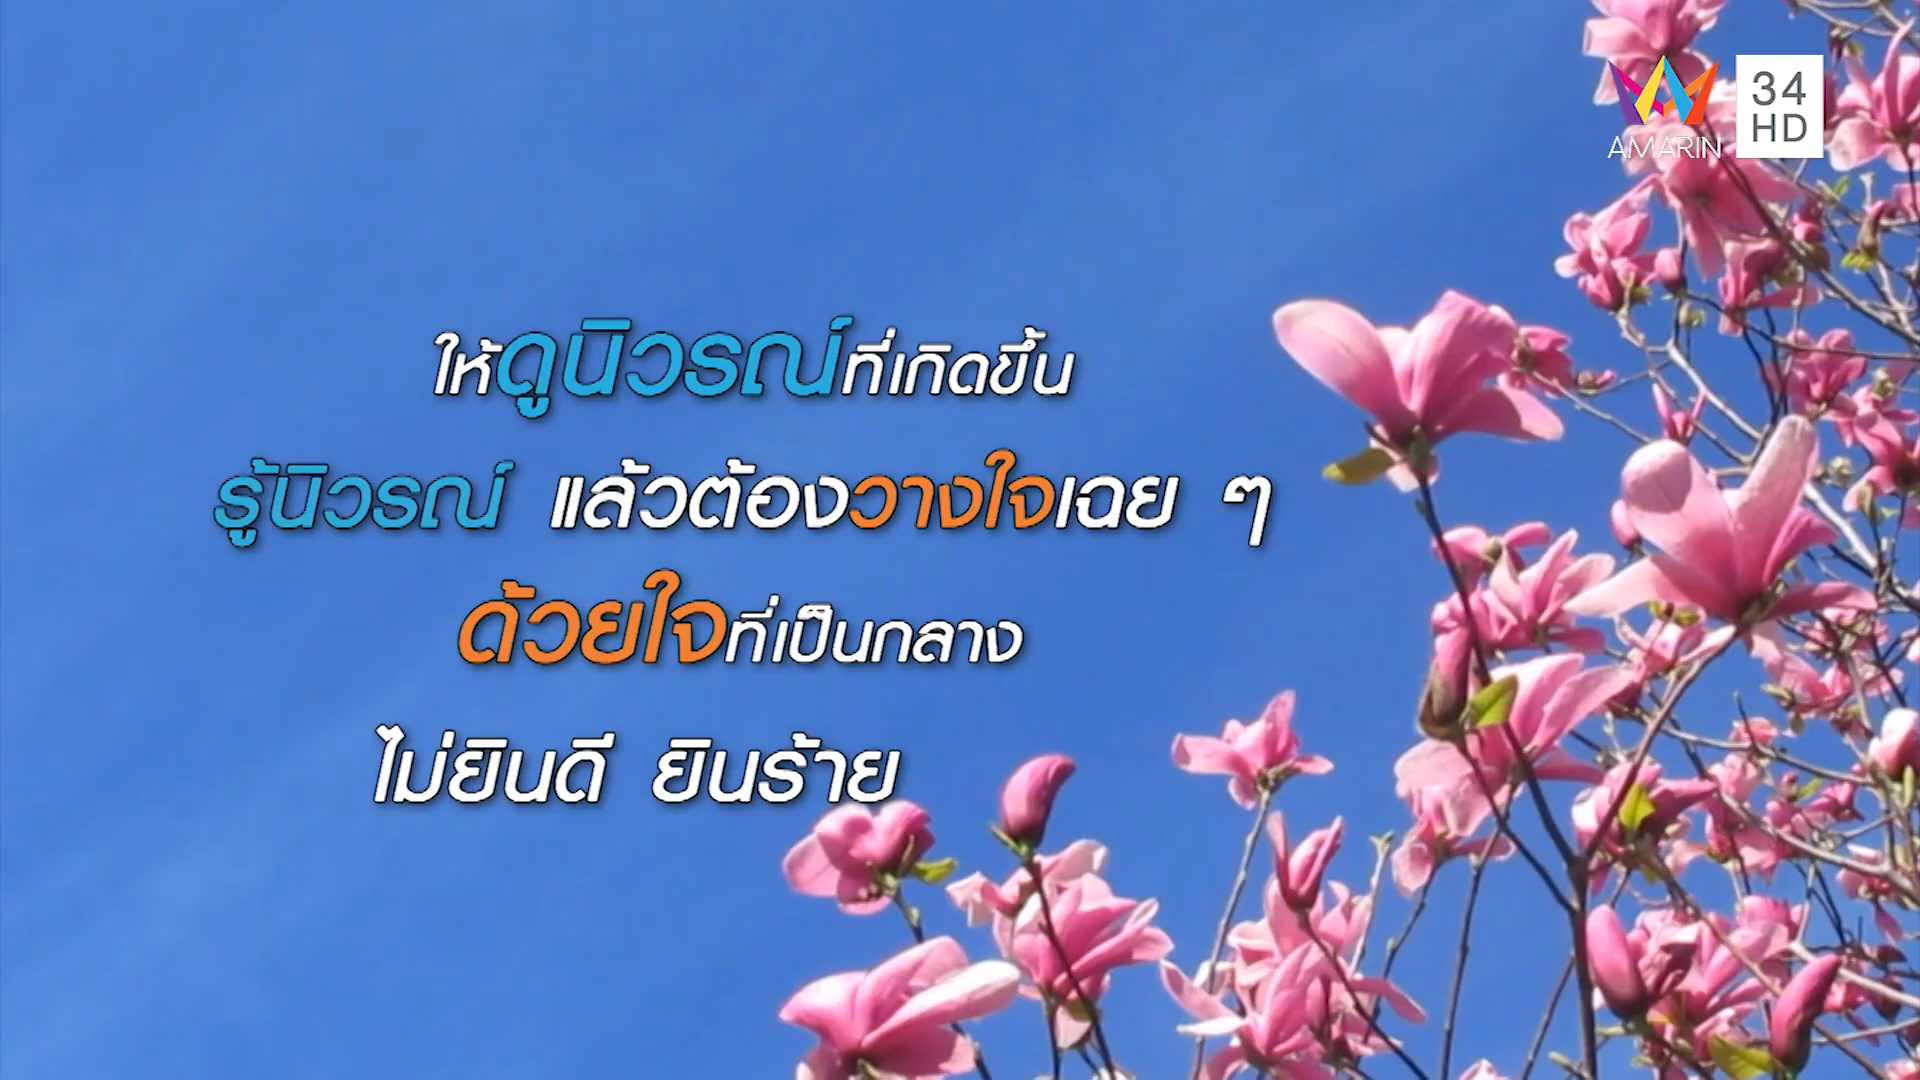 AMARIN
34
HD
ให้ดูนิวรณ์ที่เกิดขึ้น
รู้นิวรณ์ แล้วต้องวางใจเฉย ๆ
ด้วยใจที่เป็นกลาง
ไม่ยินดี ยินร้าย